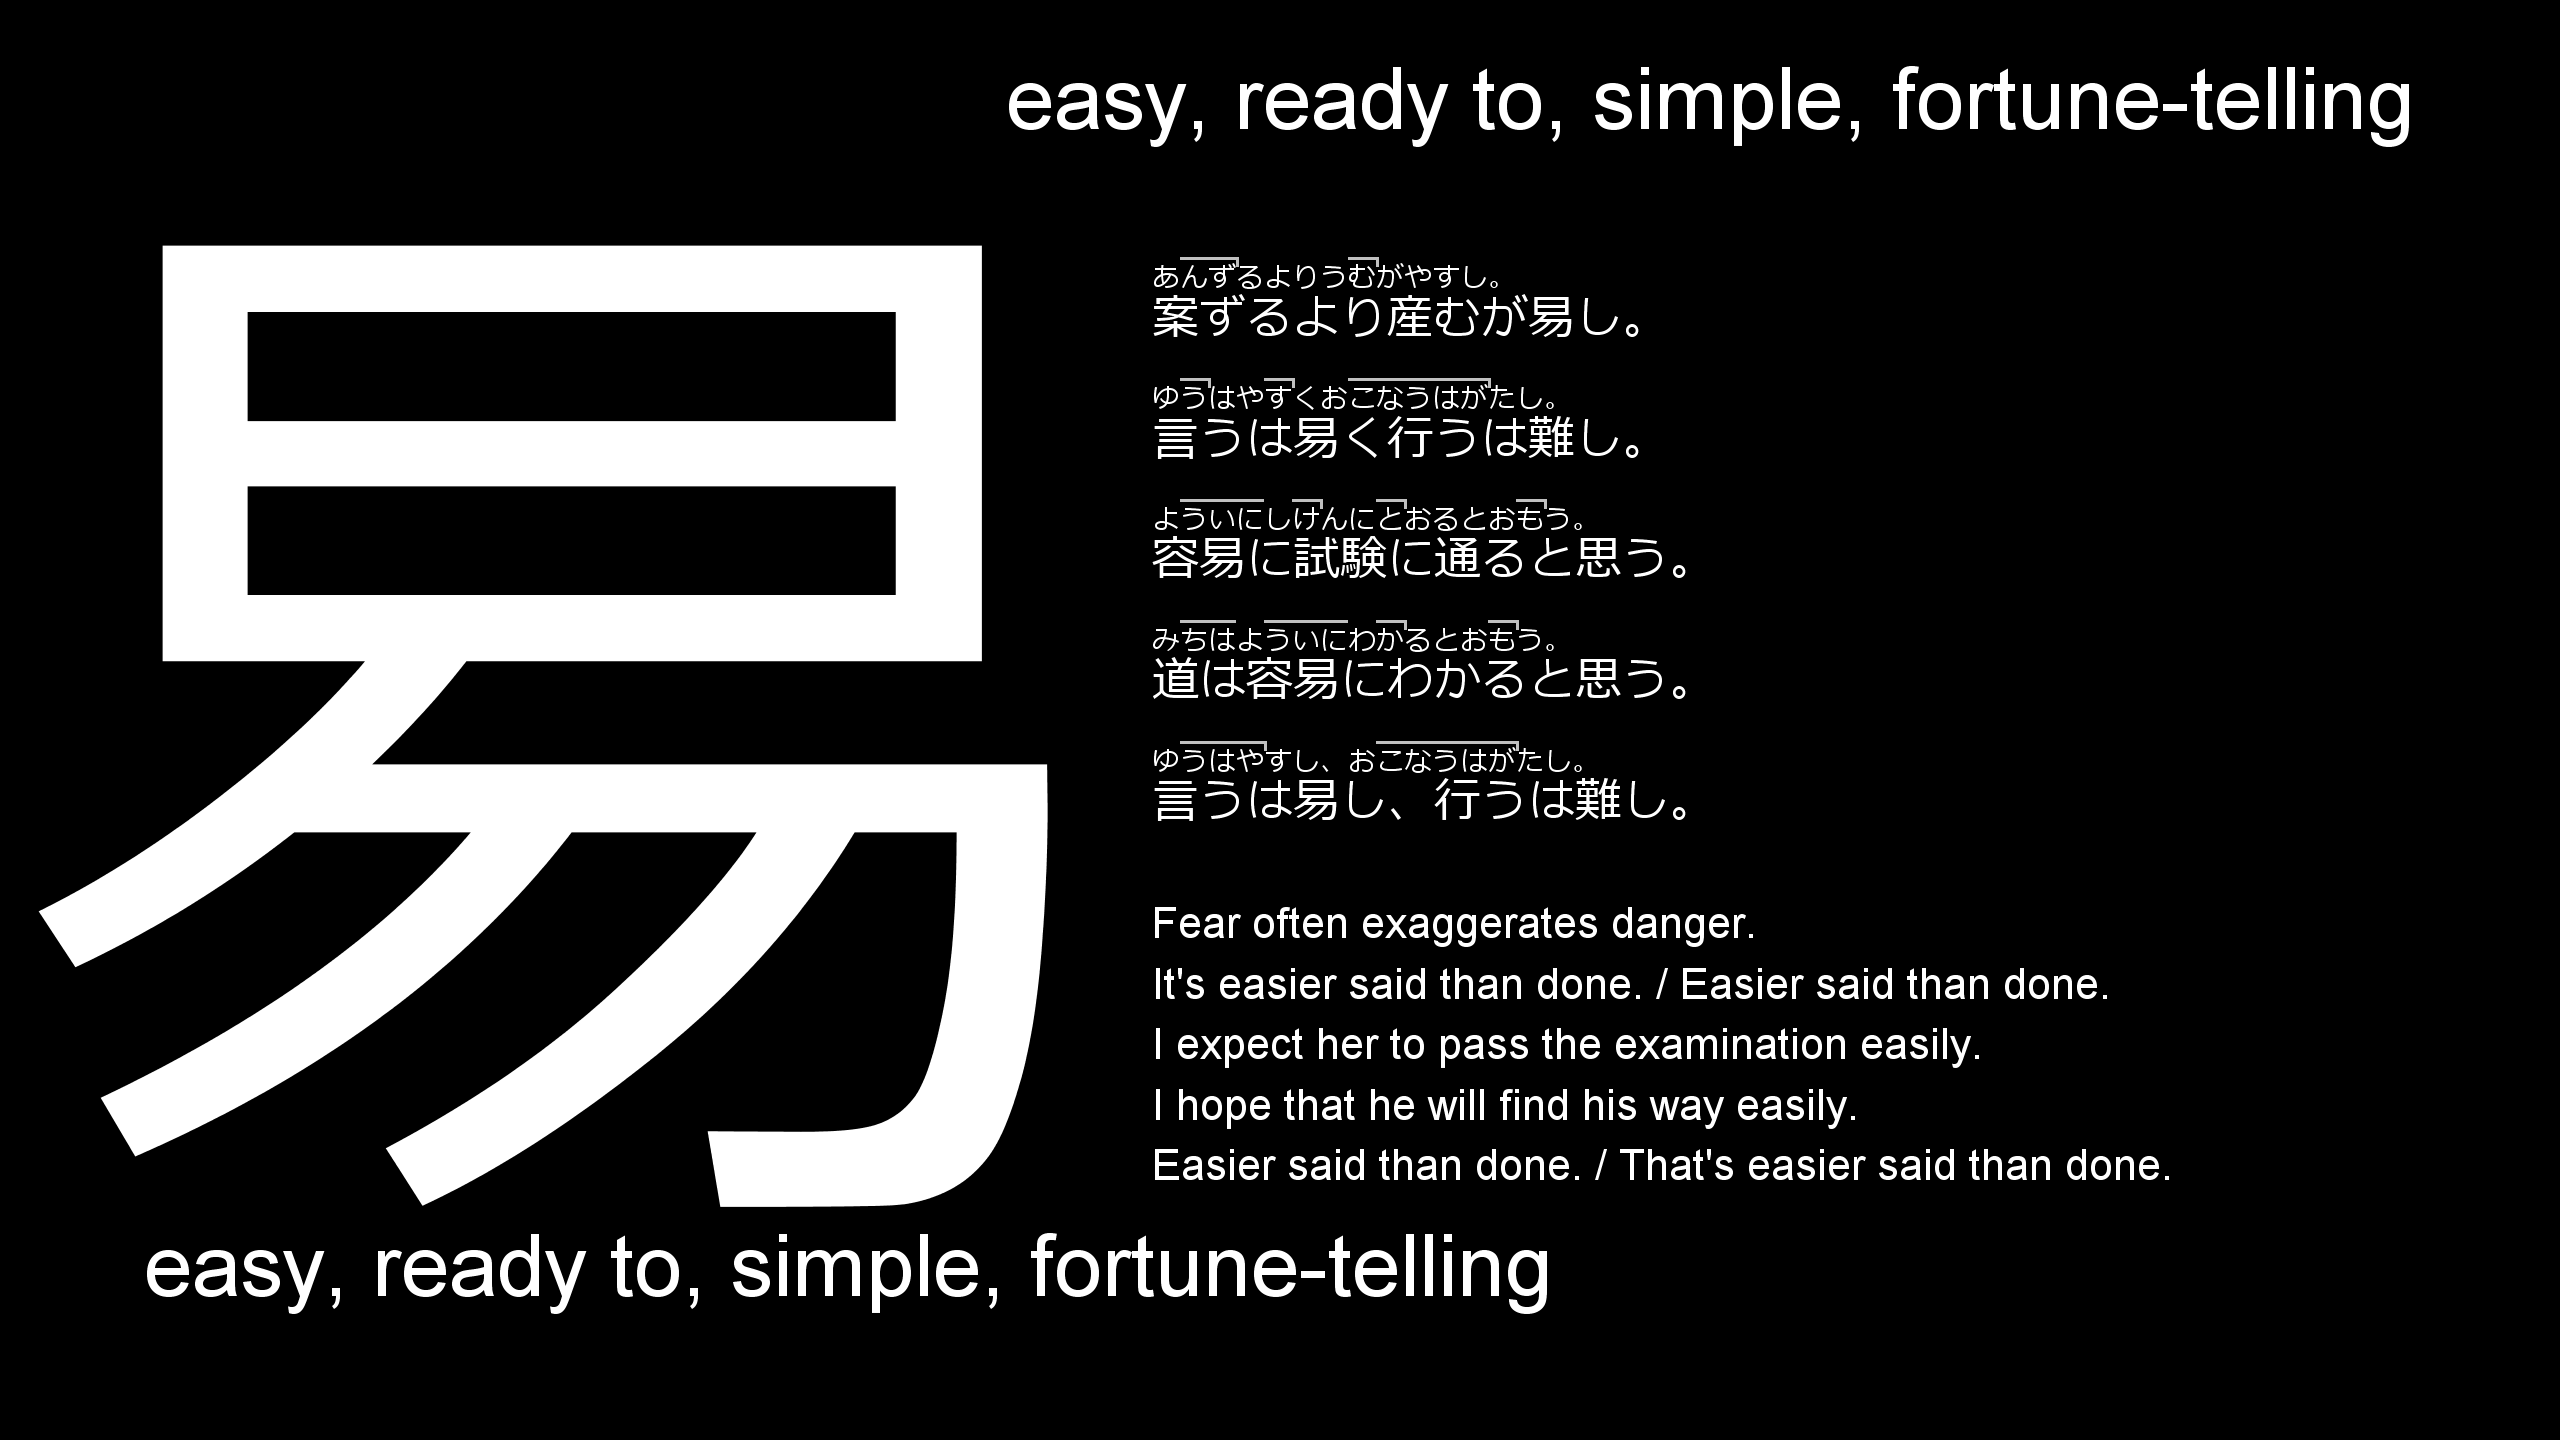 easy, ready to, simple, fortune-telling
易
あんずるよりうむがやすし。
案ずるより産むが易し。
ゆうはやすくおこなうはがたし。
言うは易く行うは難し。
よういにしけんにとおるとおもう。
容易に試験に通ると思う。
みちはよういにわかるとおもう。
道は容易にわかると思う。
ゆうはやすし、おこなうはがたし。
言うは易し、行うは難し。
Fear often exaggerates danger.
It's easier said than done. / Easier said than done.
I expect her to pass the examination easily.
I hope that he will find his way easily.
Easier said than done. / That's easier said than done.
easy, ready to, simple, fortune-telling